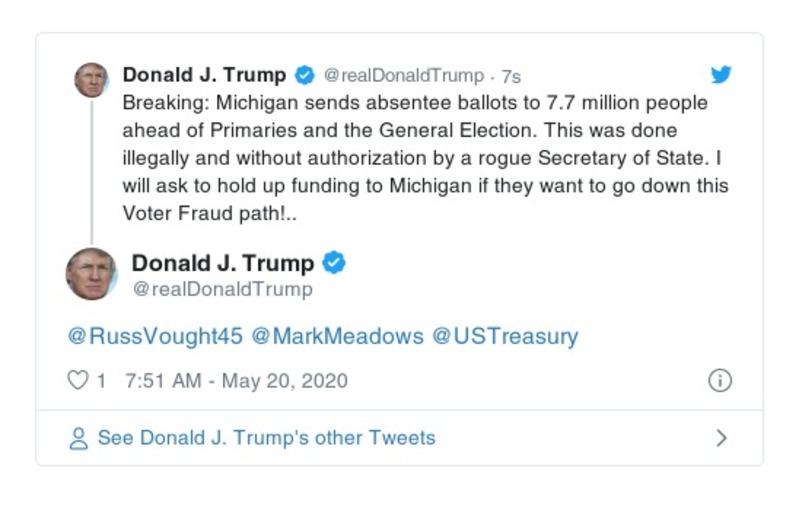 Donald J. Trump @realDonaldTrump · 7s
Breaking: Michigan sends absentee ballots to 7.7 million people
ahead of Primaries and the General Election. This was done
illegally and without authorization by a rogue Secretary of State. I
will ask to hold up funding to Michigan if they want to go down this
Voter Fraud path!..
Donald J. Trump
@realDonaldTrump
@RussVought45 @MarkMeadows @USTreasury
1 7:51 AM - May 20, 2020
See Donald J. Trump's other Tweets